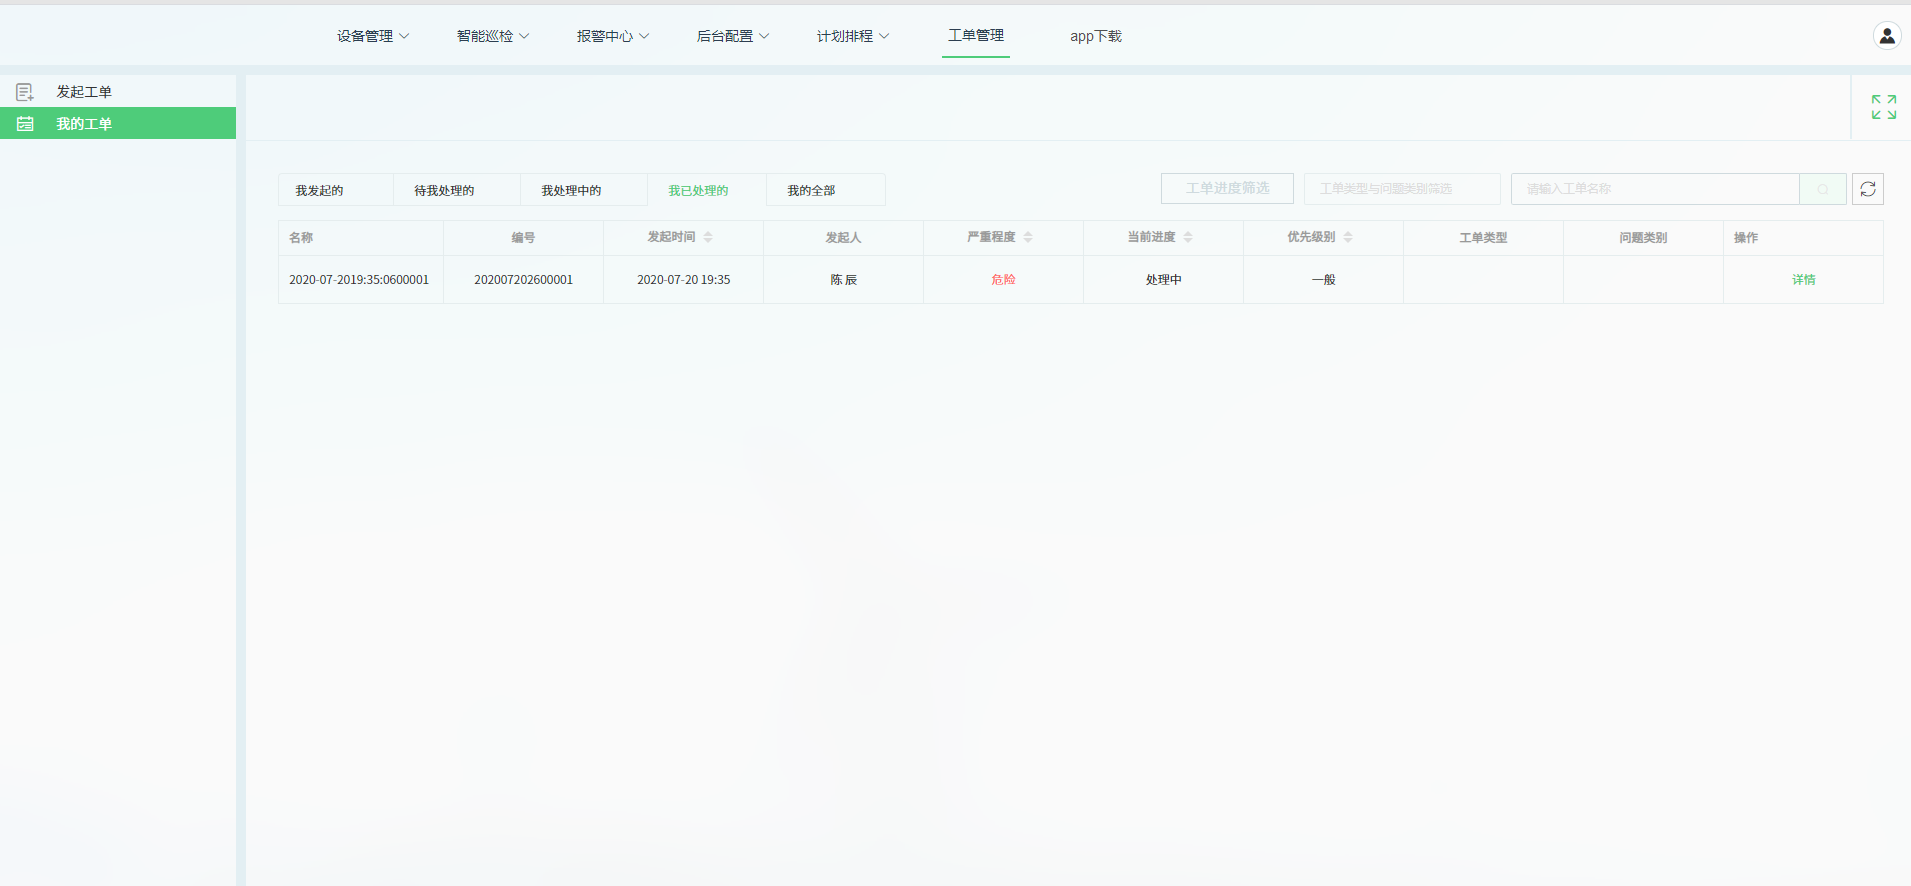 设备管理 智能巡检 报警中心 后台配置 计划排程 工单管理 app下载
发起工单
我的工单
我发起的 待我处理的 我处理中的 我已处理的 我的全部 工单进度筛选 工单类型与问题类别筛选 请输入工单名称
名称 编号 发起时间 发起人 严重程度 当前进度 优先级别 工单类型 问题类别 操作
2020-07-2019:35:0600001 202007202600001 2020-07-20 19:35 陈 辰 危险 处理中 一般 详情